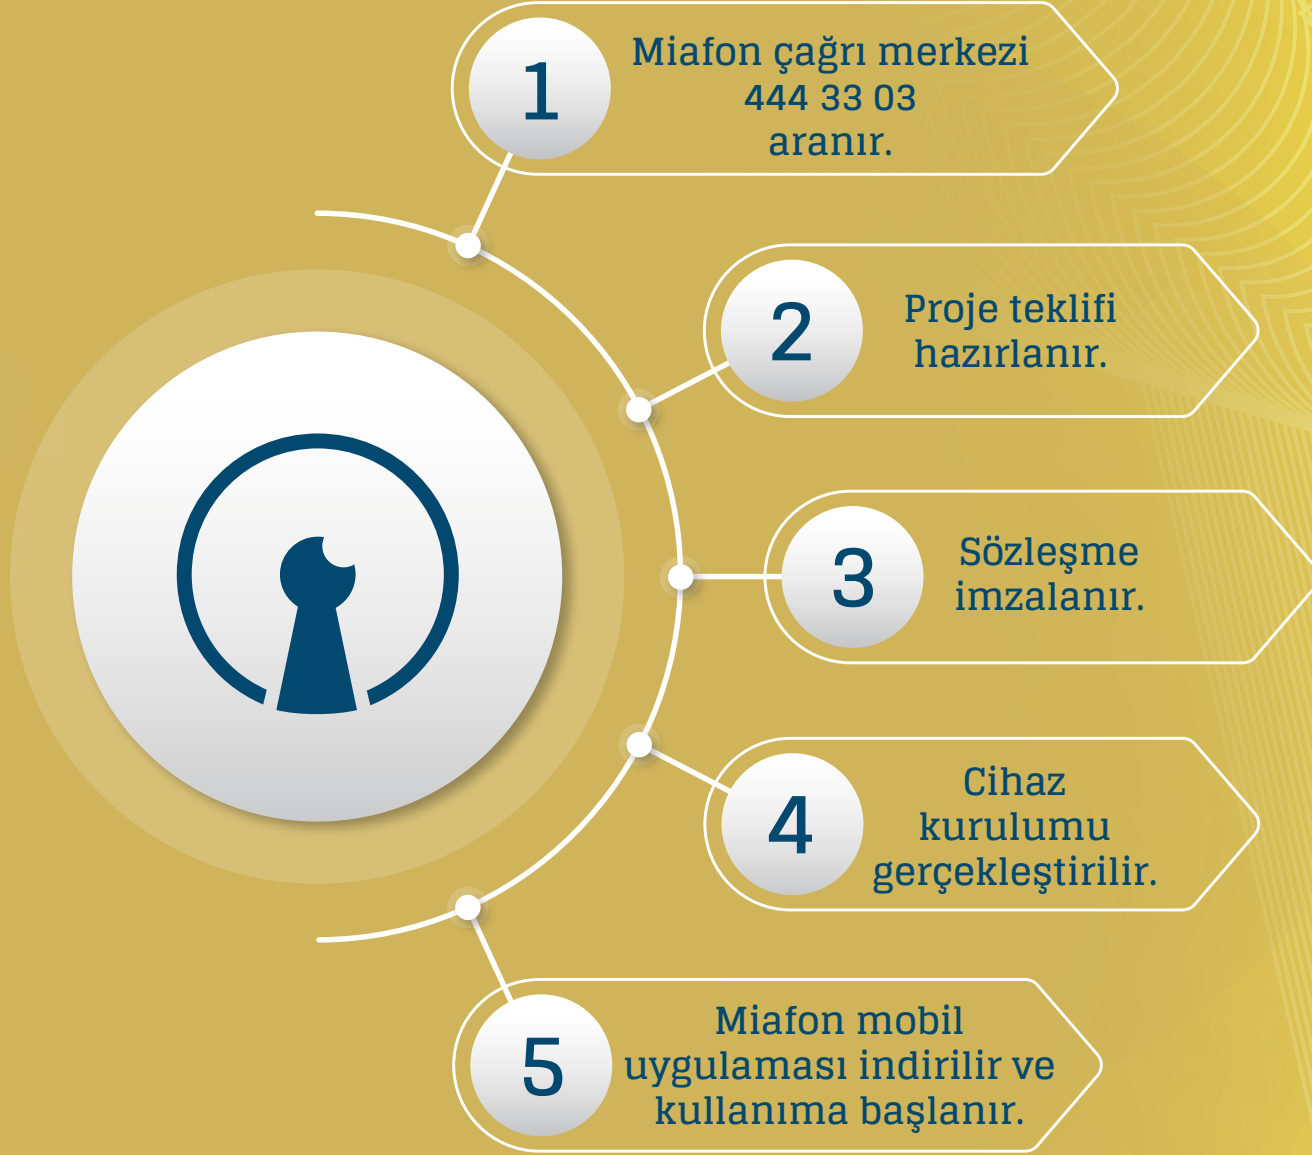 1
Miafon çağrı merkezi
444 33 03
aranır.
2
Proje teklifi
hazırlanır.
3
Sözleşme
imzalanır.
4
Cihaz
kurulumu
gerçekleştirilir.
5
Miafon mobil
uygulaması indirilir ve
kullanıma başlanır.